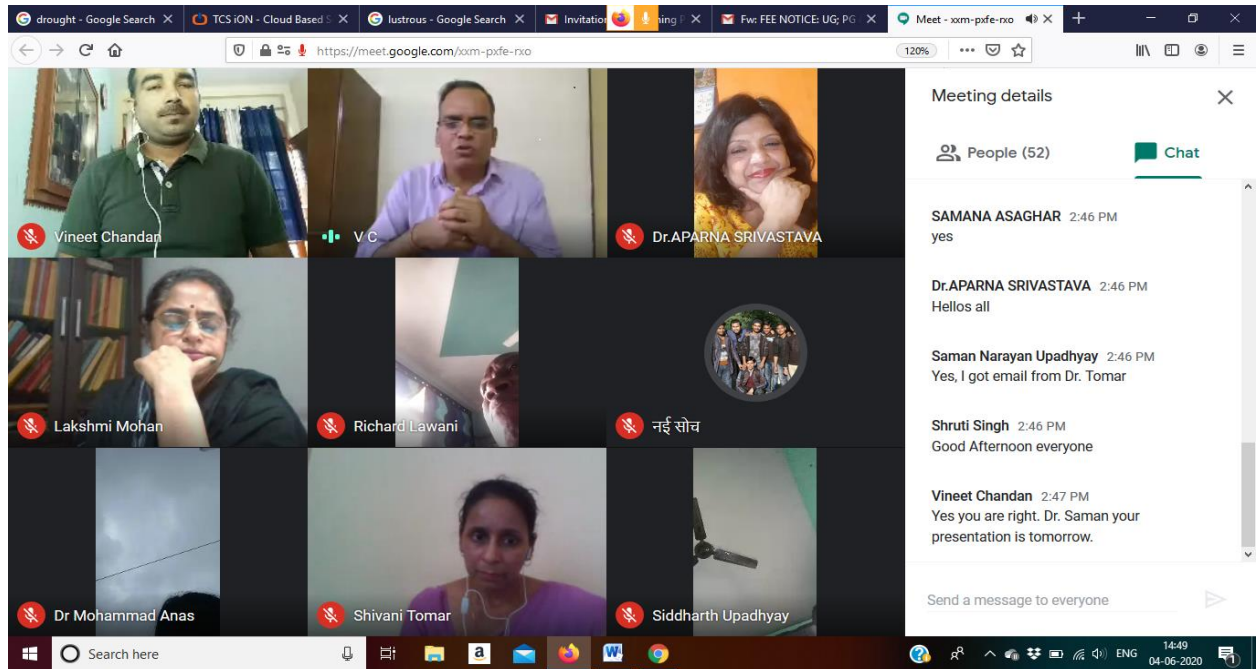 drought - Google Search
TCS iON - Cloud Based S
lustrous - Google Search
Invitation
ning P
Fw: FEE NOTICE: UG; PG
Meet - xxm-pxfe-rxo
https://meet.google.com/xxm-pxfe-rxo
120%
Vineet Chandan
V C
Dr.APARNA SRIVASTAVA
Lakshmi Mohan
Richard Lawani
नई सोच
Dr Mohammad Anas
Shivani Tomar
Siddharth Upadhyay
Meeting details
People (52)
Chat
SAMANA ASAGHAR 2:46 PM
yes
Dr.APARNA SRIVASTAVA 2:46 PM
Hellos all
Saman Narayan Upadhyay 2:46 PM
Yes, I got email from Dr. Tomar
Shruti Singh 2:46 PM
Good Afternoon everyone
Vineet Chandan 2:47 PM
Yes you are right. Dr. Saman your
presentation is tomorrow.
Send a message to everyone
Search here
ENG
14:49
04-06-2020